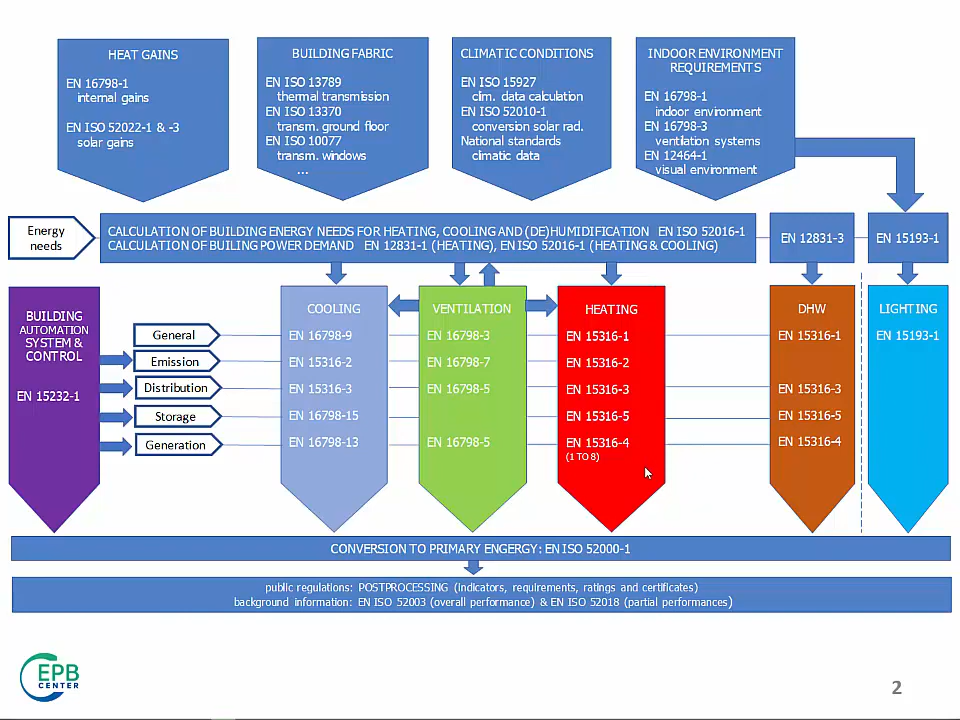 HEAT GAINS
EN 16798-1
internal gains
EN ISO 52022-1 & -3
solar gains
BUILDING FABRIC
EN ISO 13789
thermal transmission
EN ISO 13370
transm. ground floor
EN ISO 10077
transm. windows
...
CLIMATIC CONDITIONS
EN ISO 15927
clim. data calculation
EN ISO 52010-1
conversion solar rad.
National standards
climatic data
INDOOR ENVIRONMENT
REQUIREMENTS
EN 16798-1
indoor environment
EN 16798-3
ventilation systems
EN 12464-1
visual environment
Energy
needs
CALCULATION OF BUILDING ENERGY NEEDS FOR HEATING, COOLING AND (DE)HUMIDIFICATION EN ISO 52016-1
CALCULATION OF BUILING POWER DEMAND EN 12831-1 (HEATING), EN ISO 52016-1 (HEATING & COOLING)
EN 12831-3
EN 15193-1
BUILDING
AUTOMATION
SYSTEM &
CONTROL
EN 15232-1
General
Emission
Distribution
Storage
Generation
COOLING
EN 16798-9
EN 15316-2
EN 15316-3
EN 16798-15
EN 16798-13
VENTILATION
EN 16798-3
EN 16798-7
EN 16798-5
EN 16798-5
HEATING
EN 15316-1
EN 15316-2
EN 15316-3
EN 15316-5
EN 15316-4
(1 TO 8)
DHW
EN 15316-1
EN 15316-3
EN 15316-5
EN 15316-4
LIGHTING
EN 15193-1
CONVERSION TO PRIMARY ENGERGY: EN ISO 52000-1
public regulations: POSTPROCESSING (indicators, requirements, ratings and certificates)
background information: EN ISO 52003 (overall performance) & EN ISO 52018 (partial performances)
EPB
CENTER
2